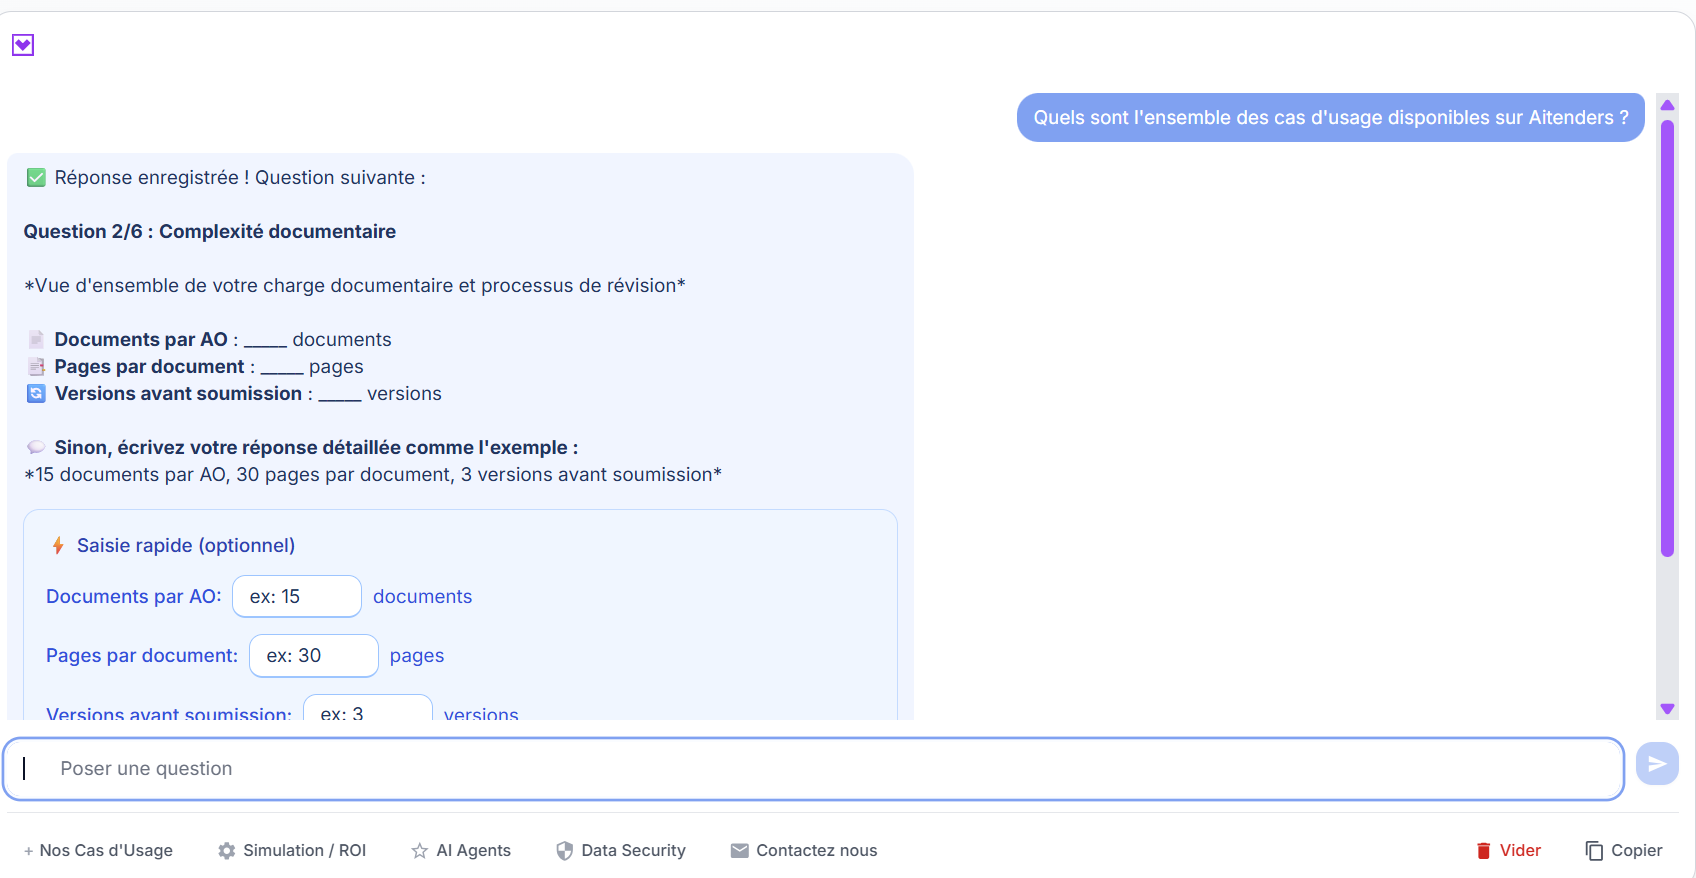 Quels sont l'ensemble des cas d'usage disponibles sur Aitenders ?
✅ Réponse enregistrée ! Question suivante :
Question 2/6 : Complexité documentaire
*Vue d'ensemble de votre charge documentaire et processus de révision*
📄 Documents par AO : _____ documents
📑 Pages par document : _____ pages
🔄 Versions avant soumission : _____ versions
💬 Sinon, écrivez votre réponse détaillée comme l'exemple :
*15 documents par AO, 30 pages par document, 3 versions avant soumission*
⚡ Saisie rapide (optionnel)
Documents par AO: ex: 15 documents
Pages par document: ex: 30 pages
Versions avant soumission: ex: 3 versions
Poser une question
+ Nos Cas d'Usage Simulation / ROI AI Agents Data Security Contactez nous Vider Copier